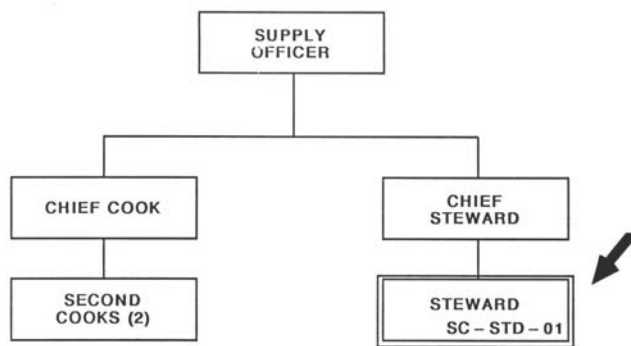 SUPPLY
OFFICER
CHIEF COOK
CHIEF
STEWARD
SECOND
COOKS (2)
STEWARD
SC – STD – 01